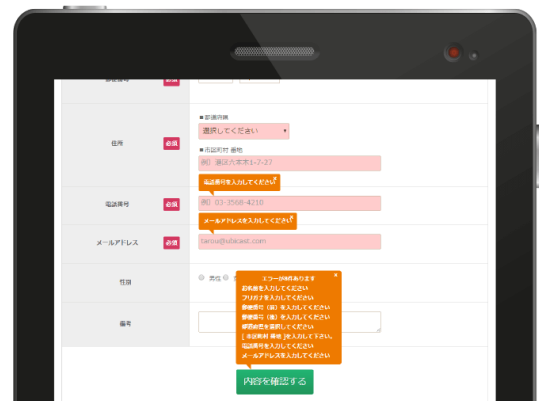 郵便番号
必須
■都道府県
選択してください
住所
必須
■市区町村 番地
例）港区六本木1-7-27
電話番号を入力してください
電話番号
必須
例）03-3568-4218
メールアドレスを入力してください
メールアドレス
必須
tarou@ubicast.com
性別
男性
エラーが8件あります
お名前を入力してください
フリガナを入力してください
郵便番号（前）を入力してください
郵便番号（後）を入力してください
都道府県を選択してください
[ 市区町村 番地 ]を入力して下さい。
電話番号を入力してください
メールアドレスを入力してください
備考
内容を確認する